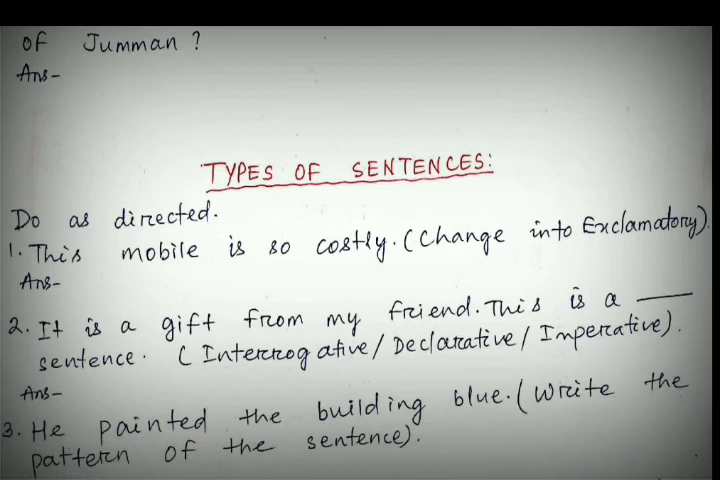 of Jumman ?
Ans-
TYPES OF SENTENCES:
Do as directed.
1. This mobile is so costly. (Change into Exclamatory).
Ans-
2. It is a gift from my friend. This is a ____
sentence. (Interrogative/Declarative/Imperative).
Ans-
3. He painted the building blue. (Write the
pattern of the sentence).